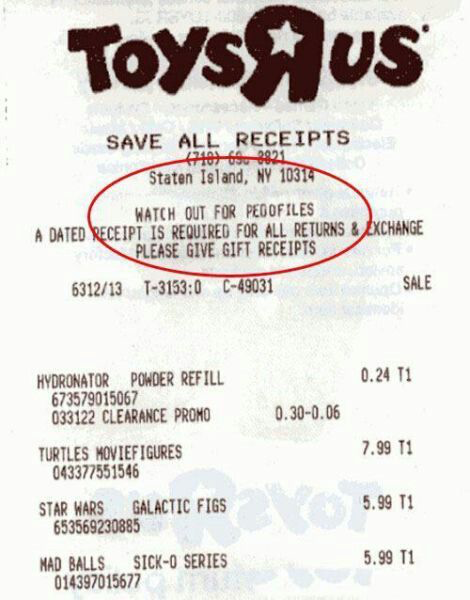 TOYS"R"US
SAVE ALL RECEIPTS
Staten Island, NY 10314
WATCH OUT FOR PEDOFILES
A DATED RECEIPT IS REQUIRED FOR ALL RETURNS & EXCHANGE
PLEASE GIVE GIFT RECEIPTS
6312/13 T-3153:0 C-49031 SALE
HYDRONATOR POWDER REFILL 0.24 T1
673579015067
033122 CLEARANCE PROMO 0.30-0.06
TURTLES MOVIEFIGURES 7.99 T1
043377551546
STAR WARS GALACTIC FIGS 5.99 T1
653569230885
MAD BALLS SICK-O SERIES 5.99 T1
014397015677